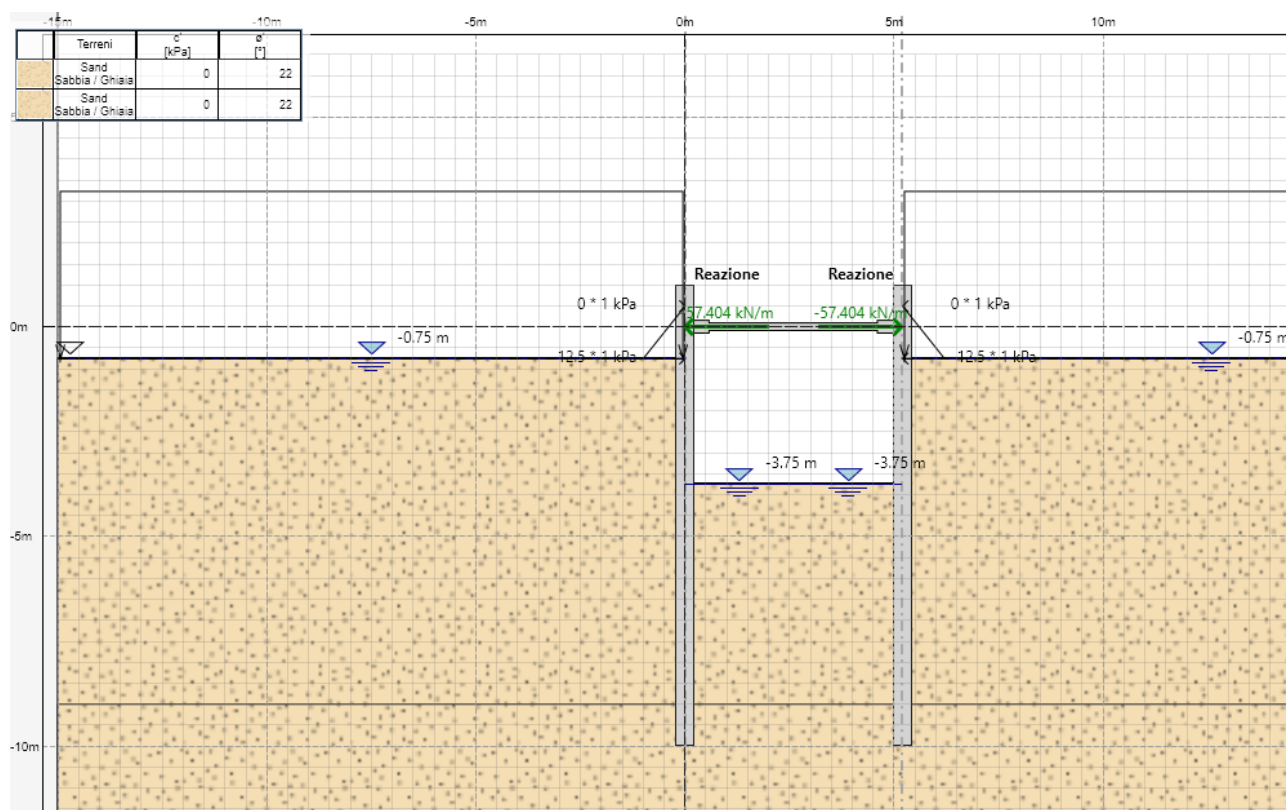 -15m -10m -5m 0m 5m 10m
Terreni c' [kPa] ø' [°]
Sand
Sabbia / Ghiaia 0 22
Sand
Sabbia / Ghiaia 0 22
Reazione Reazione
0 * 1 kPa 57.404 kN/m -57.404 kN/m 0 * 1 kPa
0m
-0.75 m -0.75 m
12.5 * 1 kPa 12.5 * 1 kPa
-3.75 m -3.75 m
-5m
-10m